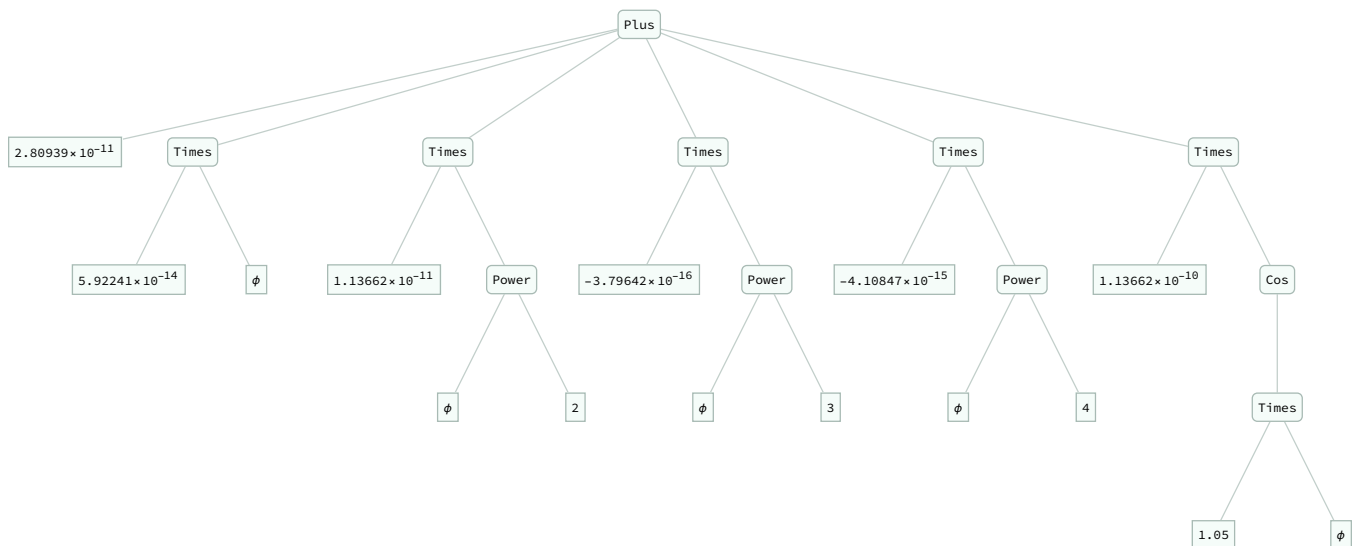 Plus
2.80939×10^-11 Times Times Times Times Times
5.92241×10^-14 ϕ 1.13662×10^-11 Power -3.79642×10^-16 Power -4.10847×10^-15 Power 1.13662×10^-10 Cos
ϕ 2 ϕ 3 ϕ 4 Times
1.05 ϕ